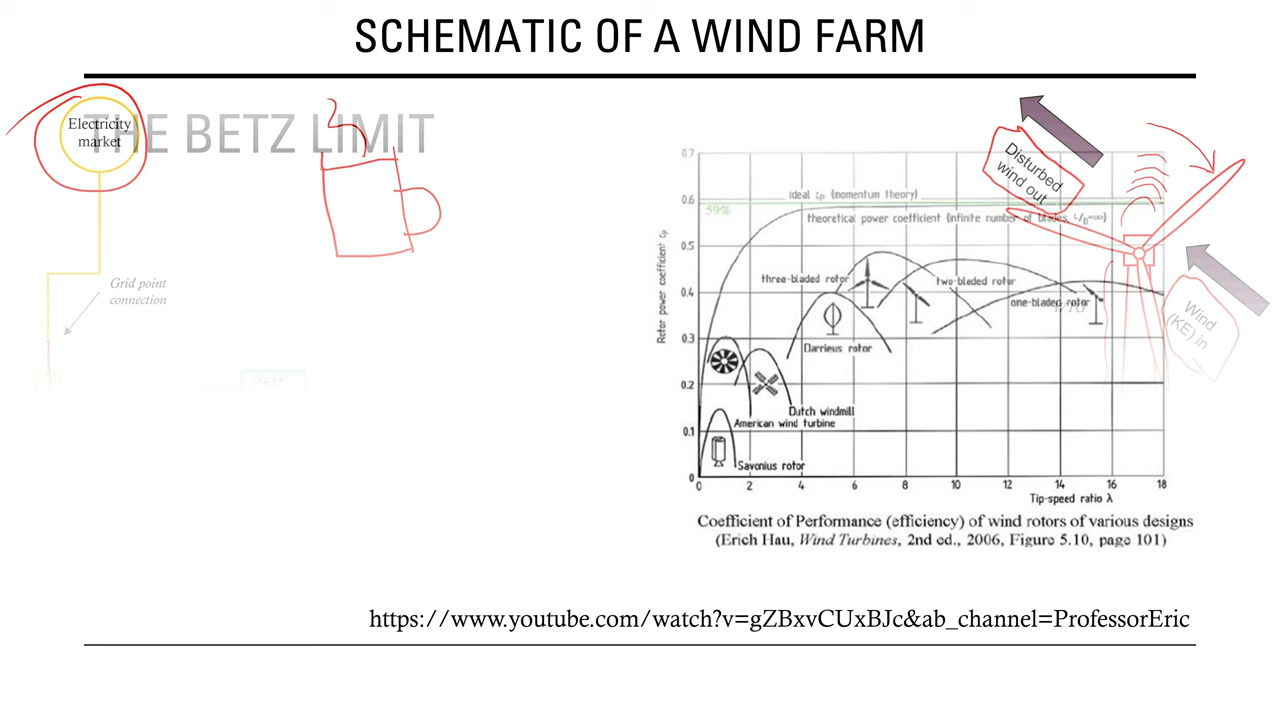 SCHEMATIC OF A WIND FARM
THE BETZ LIMIT
Electricity
market
Grid point
connection
Disturbed
wind out
Wind
(KE) in
0.7
0.6
0.5
0.4
0.3
0.2
0.1
0
Rotor power coefficient cp
59%
ideal cp (momentum theory)
theoretical power coefficient (infinite number of blades, L/D=∞)
three-bladed rotor
two-bladed rotor
one-bladed rotor
Darrieus rotor
Dutch windmill
American wind turbine
Savonius rotor
0 2 4 6 8 10 12 14 16 18
Tip-speed ratio λ
Coefficient of Performance (efficiency) of wind rotors of various designs
(Erich Hau, Wind Turbines, 2nd ed., 2006, Figure 5.10, page 101)
https://www.youtube.com/watch?v=gZBxvCUxBJc&ab_channel=ProfessorEric